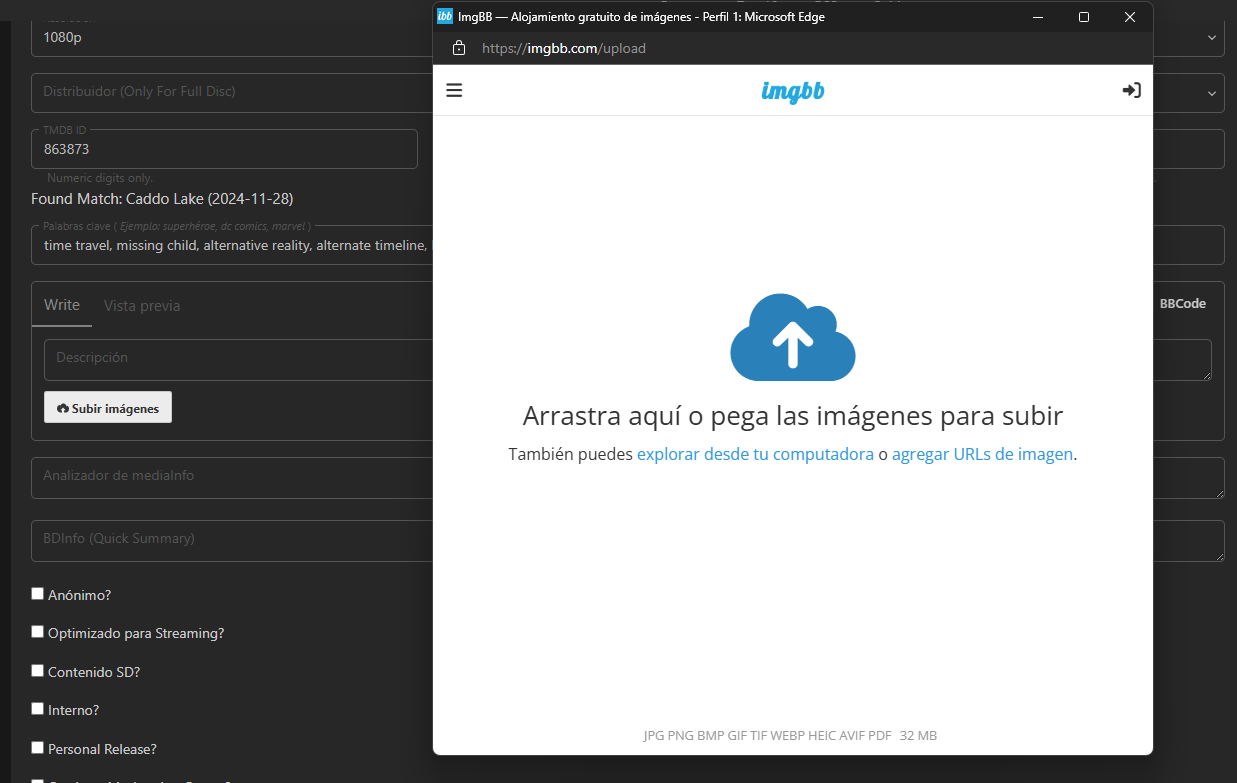 ibb ImgBB — Alojamiento gratuito de imágenes - Perfil 1: Microsoft Edge
https://imgbb.com/upload
imgbb
Arrastra aquí o pega las imágenes para subir
También puedes explorar desde tu computadora o agregar URLs de imagen.
JPG PNG BMP GIF TIF WEBP HEIC AVIF PDF 32 MB
1080p
Distribuidor (Only For Full Disc)
TMDB ID
863873
Numeric digits only.
Found Match: Caddo Lake (2024-11-28)
Palabras clave ( Ejemplo: superhéroe, dc comics, marvel )
time travel, missing child, alternative reality, alternate timeline,
Write Vista previa
BBCode
Descripción
Subir imágenes
Analizador de mediaInfo
BDInfo (Quick Summary)
Anónimo?
Optimizado para Streaming?
Contenido SD?
Interno?
Personal Release?